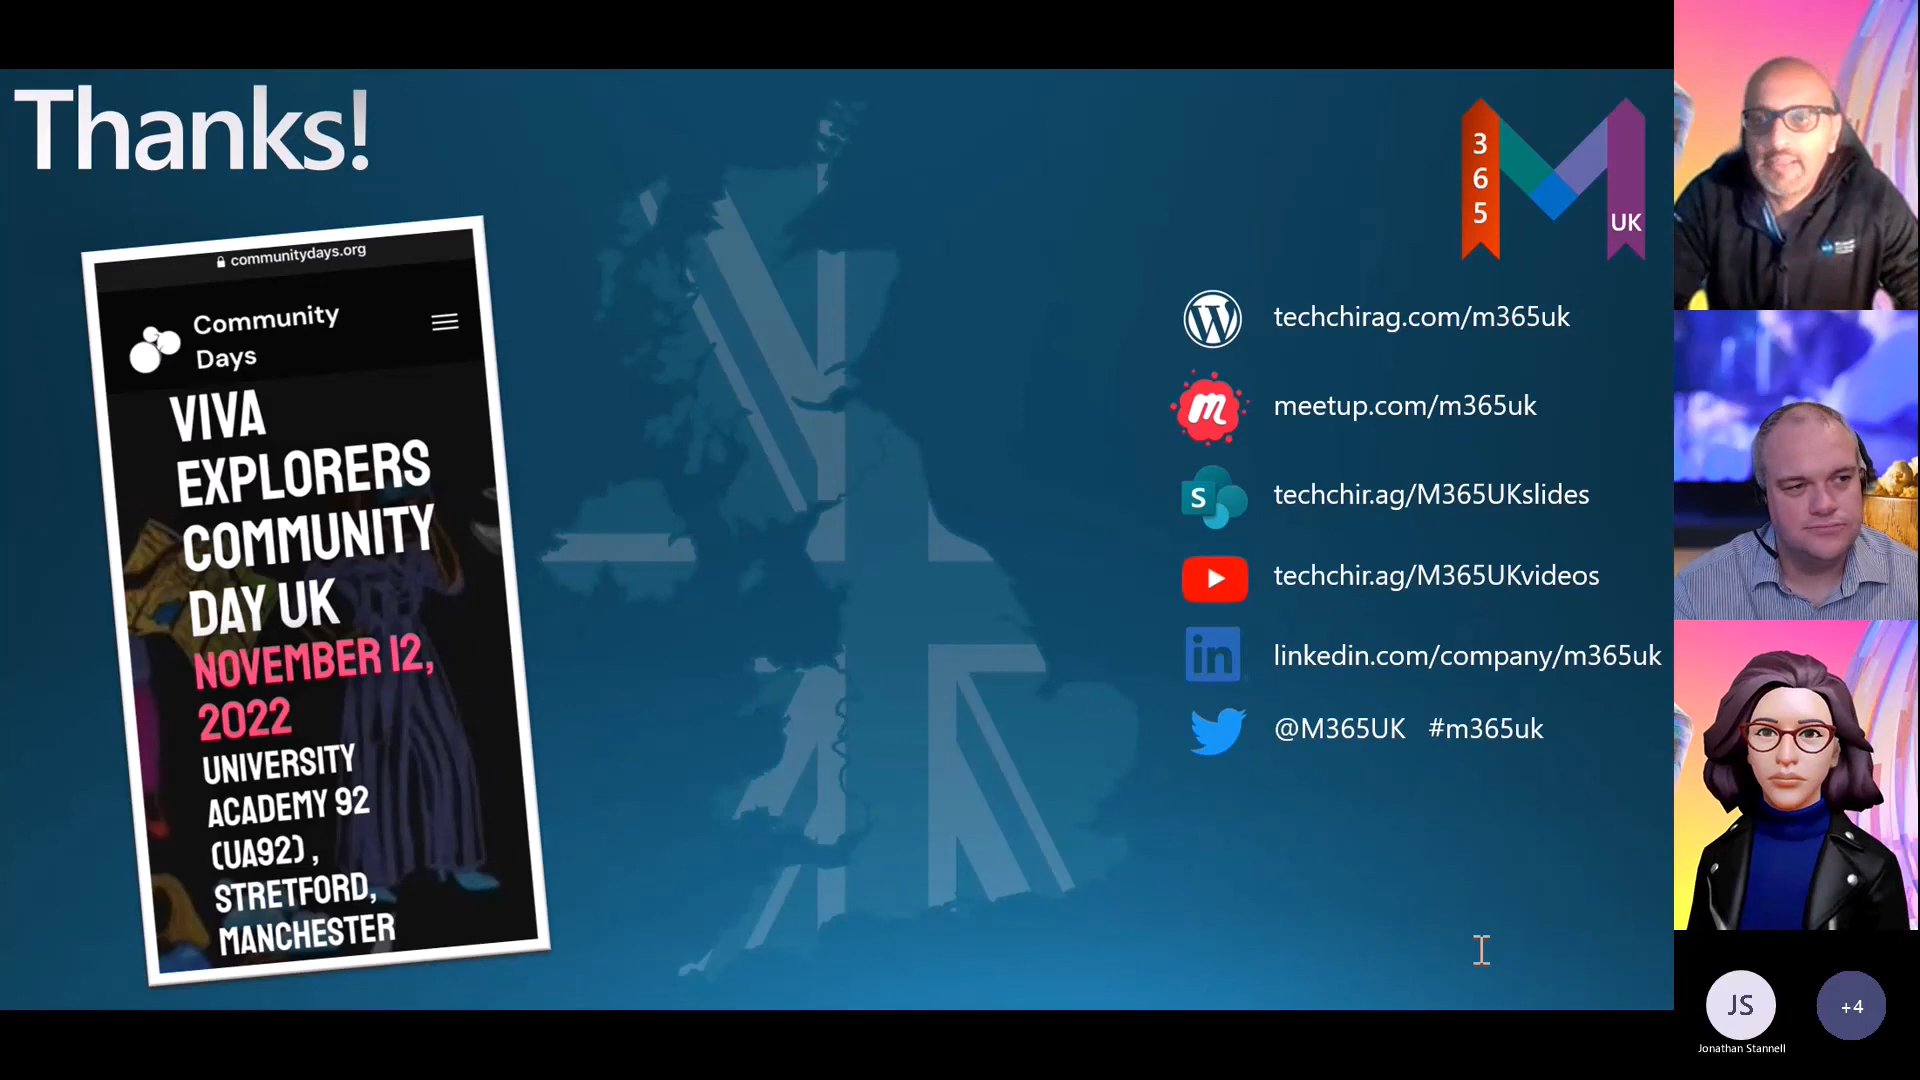 Thanks!
communitydays.org
Community
Days
VIVA
EXPLORERS
COMMUNITY
DAY UK
NOVEMBER 12,
2022
UNIVERSITY
ACADEMY 92
(UA92) ,
STRETFORD,
MANCHESTER
3
6
5
UK
techchirag.com/m365uk
meetup.com/m365uk
S
techchir.ag/M365UKslides
techchir.ag/M365UKvideos
in
linkedin.com/company/m365uk
@M365UK #m365uk
JS
+4
Jonathan Stannell